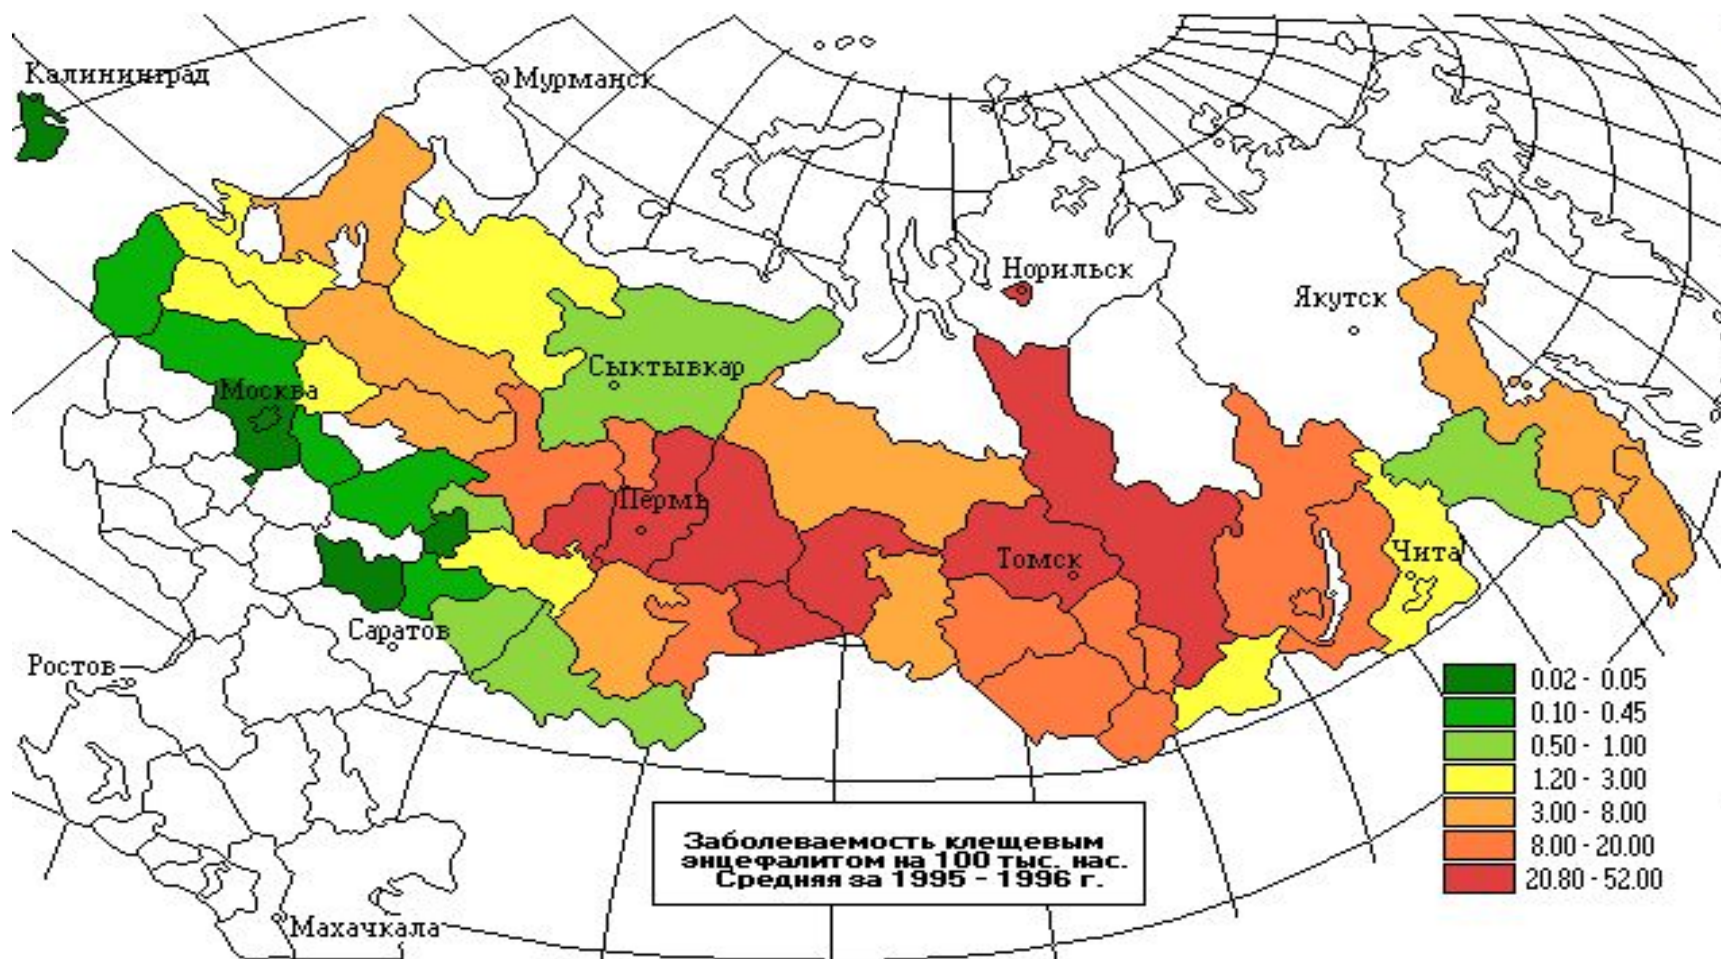 Калининград
Мурманск
Норильск
Якутск
Сыктывкар
Москва
Пермь
Томск
Чита
Саратов
Ростов
0.02 - 0.05
0.10 - 0.45
0.50 - 1.00
1.20 - 3.00
3.00 - 8.00
8.00 - 20.00
20.80 - 52.00
Заболеваемость клещевым
энцефалитом на 100 тыс. нас.
Средняя за 1995 - 1996 г.
Махачкала